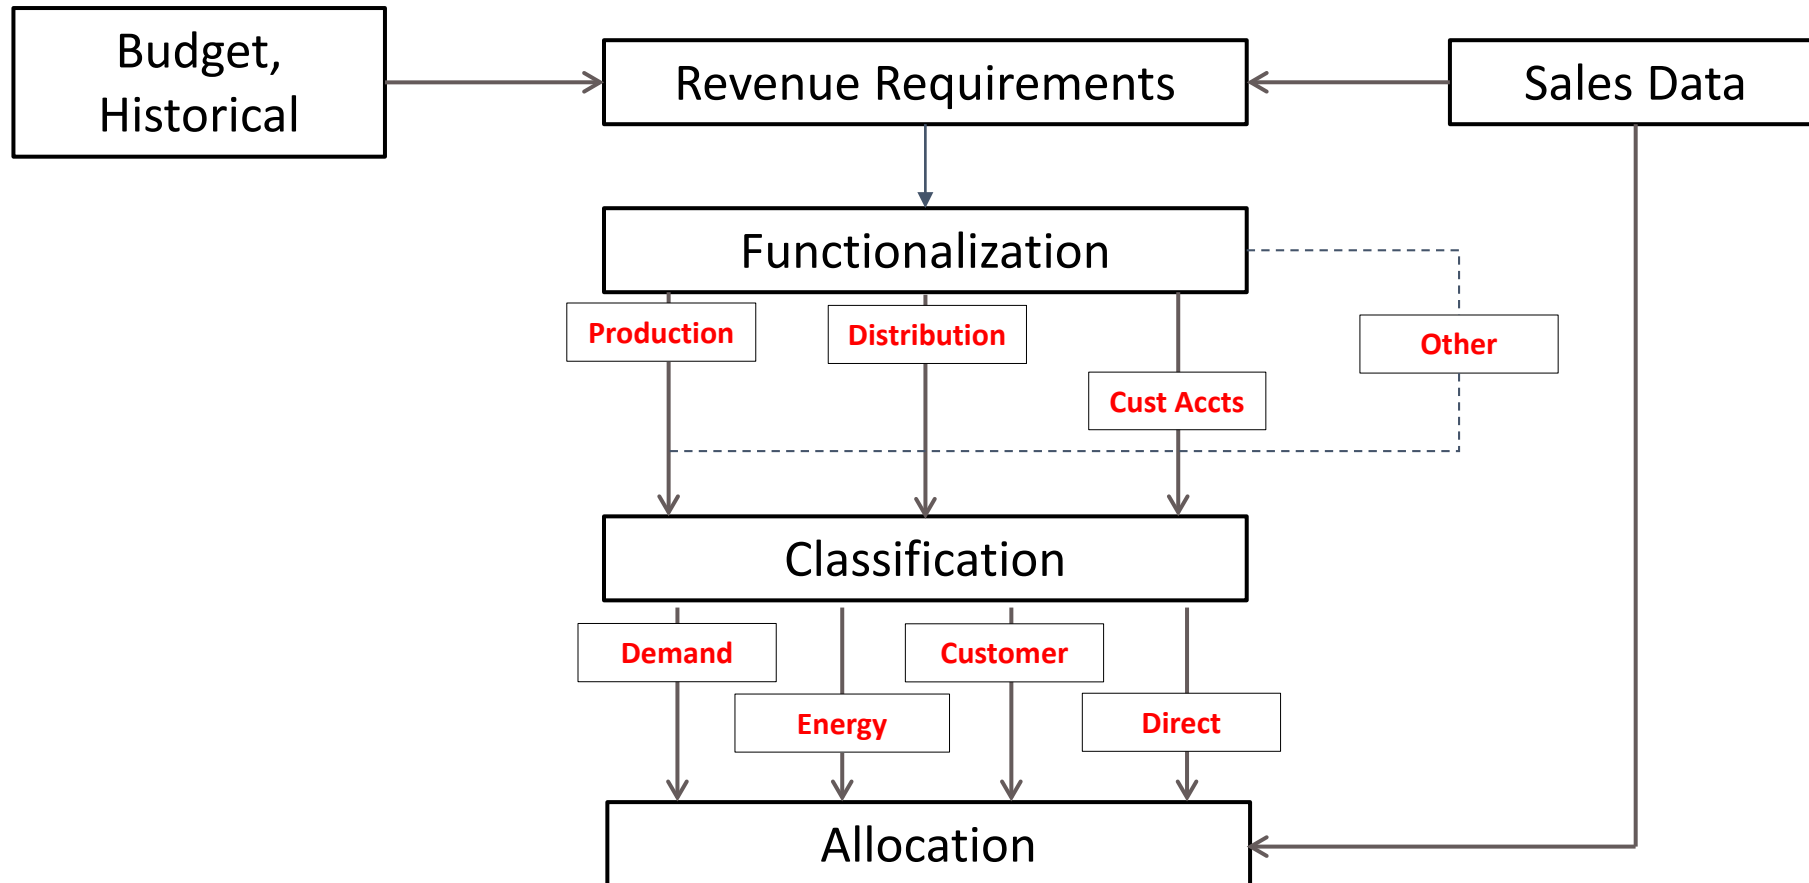 Budget,
Historical
Revenue Requirements
Sales Data
Functionalization
Production
Distribution
Other
Cust Accts
Classification
Demand
Customer
Energy
Direct
Allocation